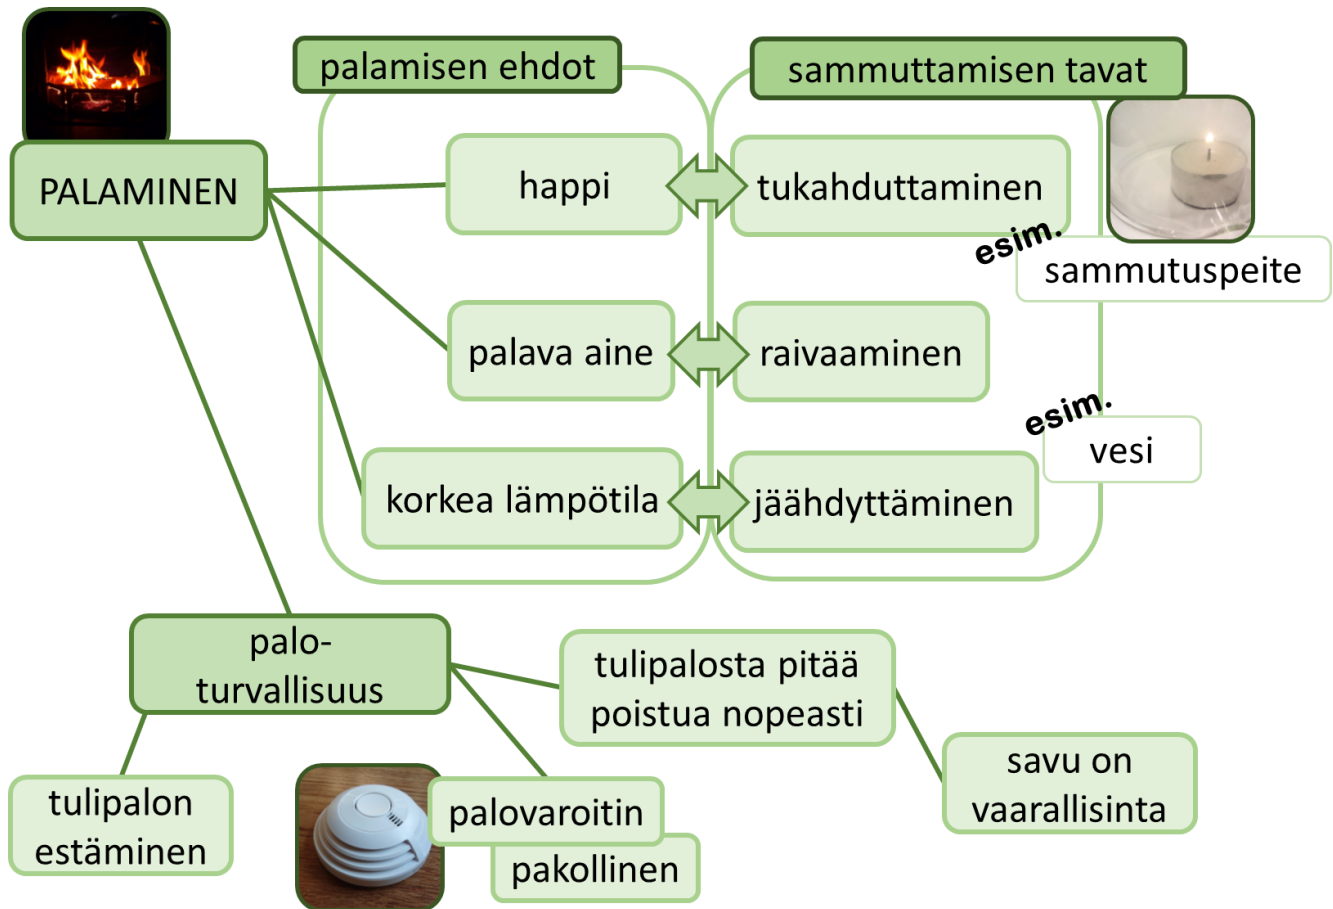 palamisen ehdot
sammuttamisen tavat
PALAMINEN
happi
tukahduttaminen
esim.
sammutuspeite
palava aine
raivaaminen
esim.
vesi
korkea lämpötila
jäähdyttäminen
palo-
turvallisuus
tulipalosta pitää
poistua nopeasti
savu on
vaarallisinta
tulipalon
estäminen
palovaroitin
pakollinen